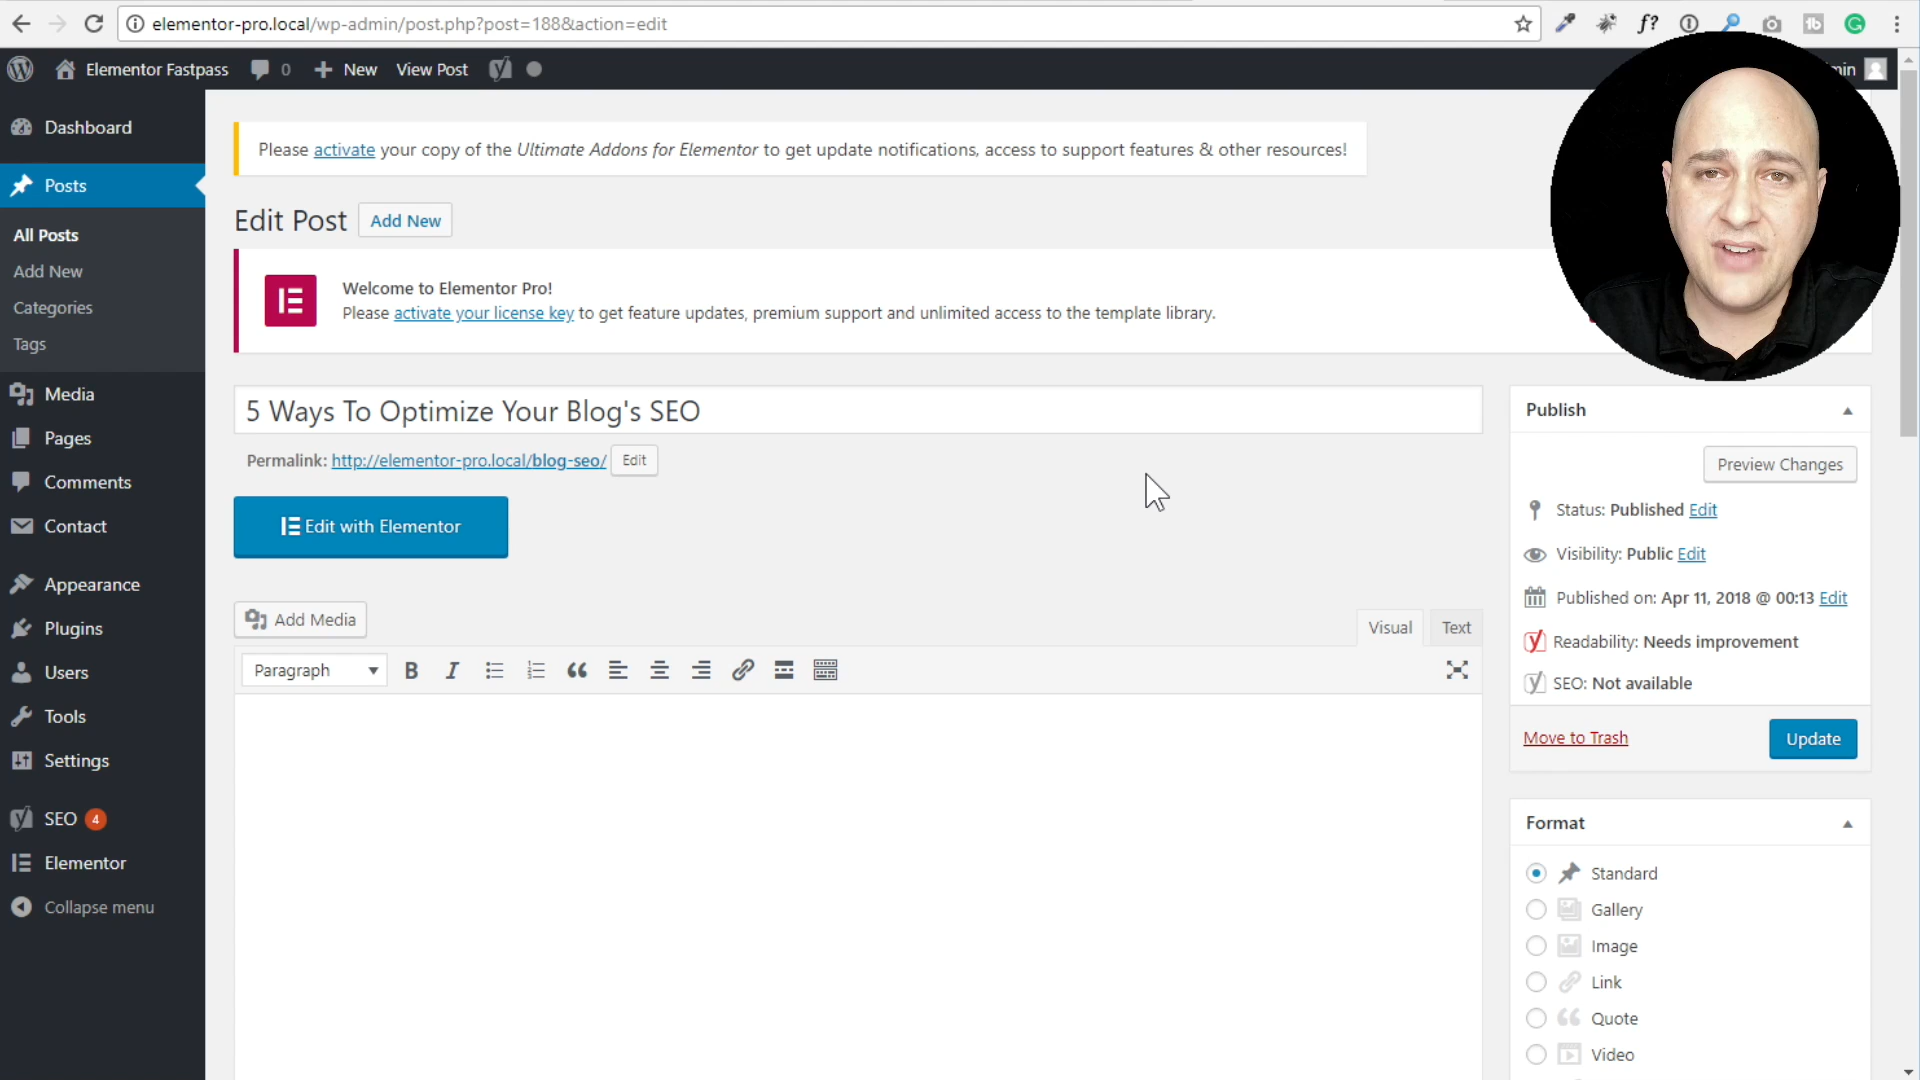 elementor-pro.local/wp-admin/post.php?post=188&action=edit
Elementor Fastpass
0
New
View Post
min
Dashboard
Posts
All Posts
Add New
Categories
Tags
Media
Pages
Comments
Contact
Appearance
Plugins
Users
Tools
Settings
SEO 4
Elementor
Collapse menu
Please activate your copy of the Ultimate Addons for Elementor to get update notifications, access to support features & other resources!
Edit Post
Add New
Welcome to Elementor Pro!
Please activate your license key to get feature updates, premium support and unlimited access to the template library.
5 Ways To Optimize Your Blog's SEO
Permalink: http://elementor-pro.local/blog-seo/ Edit
Edit with Elementor
Add Media
Visual
Text
Paragraph
B I
Publish
Preview Changes
Status: Published Edit
Visibility: Public Edit
Published on: Apr 11, 2018 @ 00:13 Edit
Readability: Needs improvement
SEO: Not available
Move to Trash
Update
Format
Standard
Gallery
Image
Link
Quote
Video